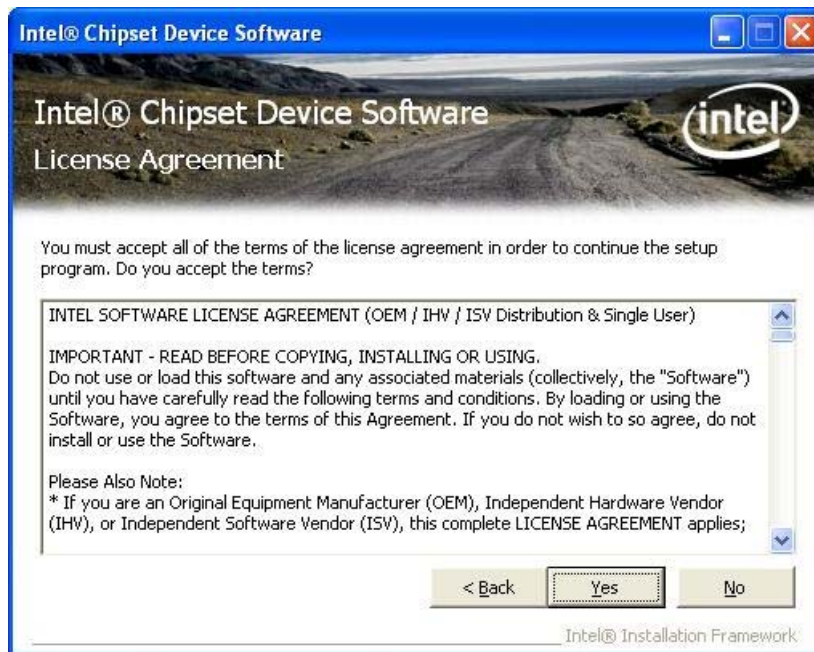 Intel® Chipset Device Software
Intel® Chipset Device Software
intel
License Agreement
You must accept all of the terms of the license agreement in order to continue the setup
program. Do you accept the terms?
INTEL SOFTWARE LICENSE AGREEMENT (OEM / IHV / ISV Distribution & Single User)
IMPORTANT - READ BEFORE COPYING, INSTALLING OR USING.
Do not use or load this software and any associated materials (collectively, the "Software")
until you have carefully read the following terms and conditions. By loading or using the
Software, you agree to the terms of this Agreement. If you do not wish to so agree, do not
install or use the Software.
Please Also Note:
* If you are an Original Equipment Manufacturer (OEM), Independent Hardware Vendor
(IHV), or Independent Software Vendor (ISV), this complete LICENSE AGREEMENT applies;
< Back Yes No
Intel® Installation Framework